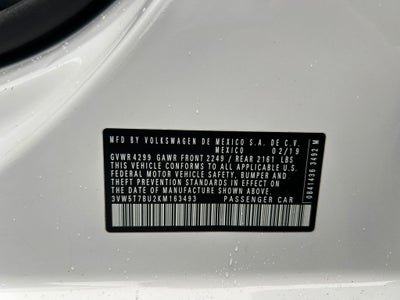 MFD BY VOLKSWAGEN DE MEXICO S.A. DE C.V.
MEXICO 02/19
GVWR 4299 GAWR FRONT 2249 / REAR 2161 LBS
THIS VEHICLE CONFORMS TO ALL APPLICABLE U.S.
FEDERAL MOTOR VEHICLE SAFETY, BUMPER AND
THEFT PREVENTION STANDARDS IN EFFECT ON
THE DATE OF MANUFACTURE SHOWN ABOVE.
3VW5T7BU2KM163493 PASSENGER CAR
0841436 3492 M